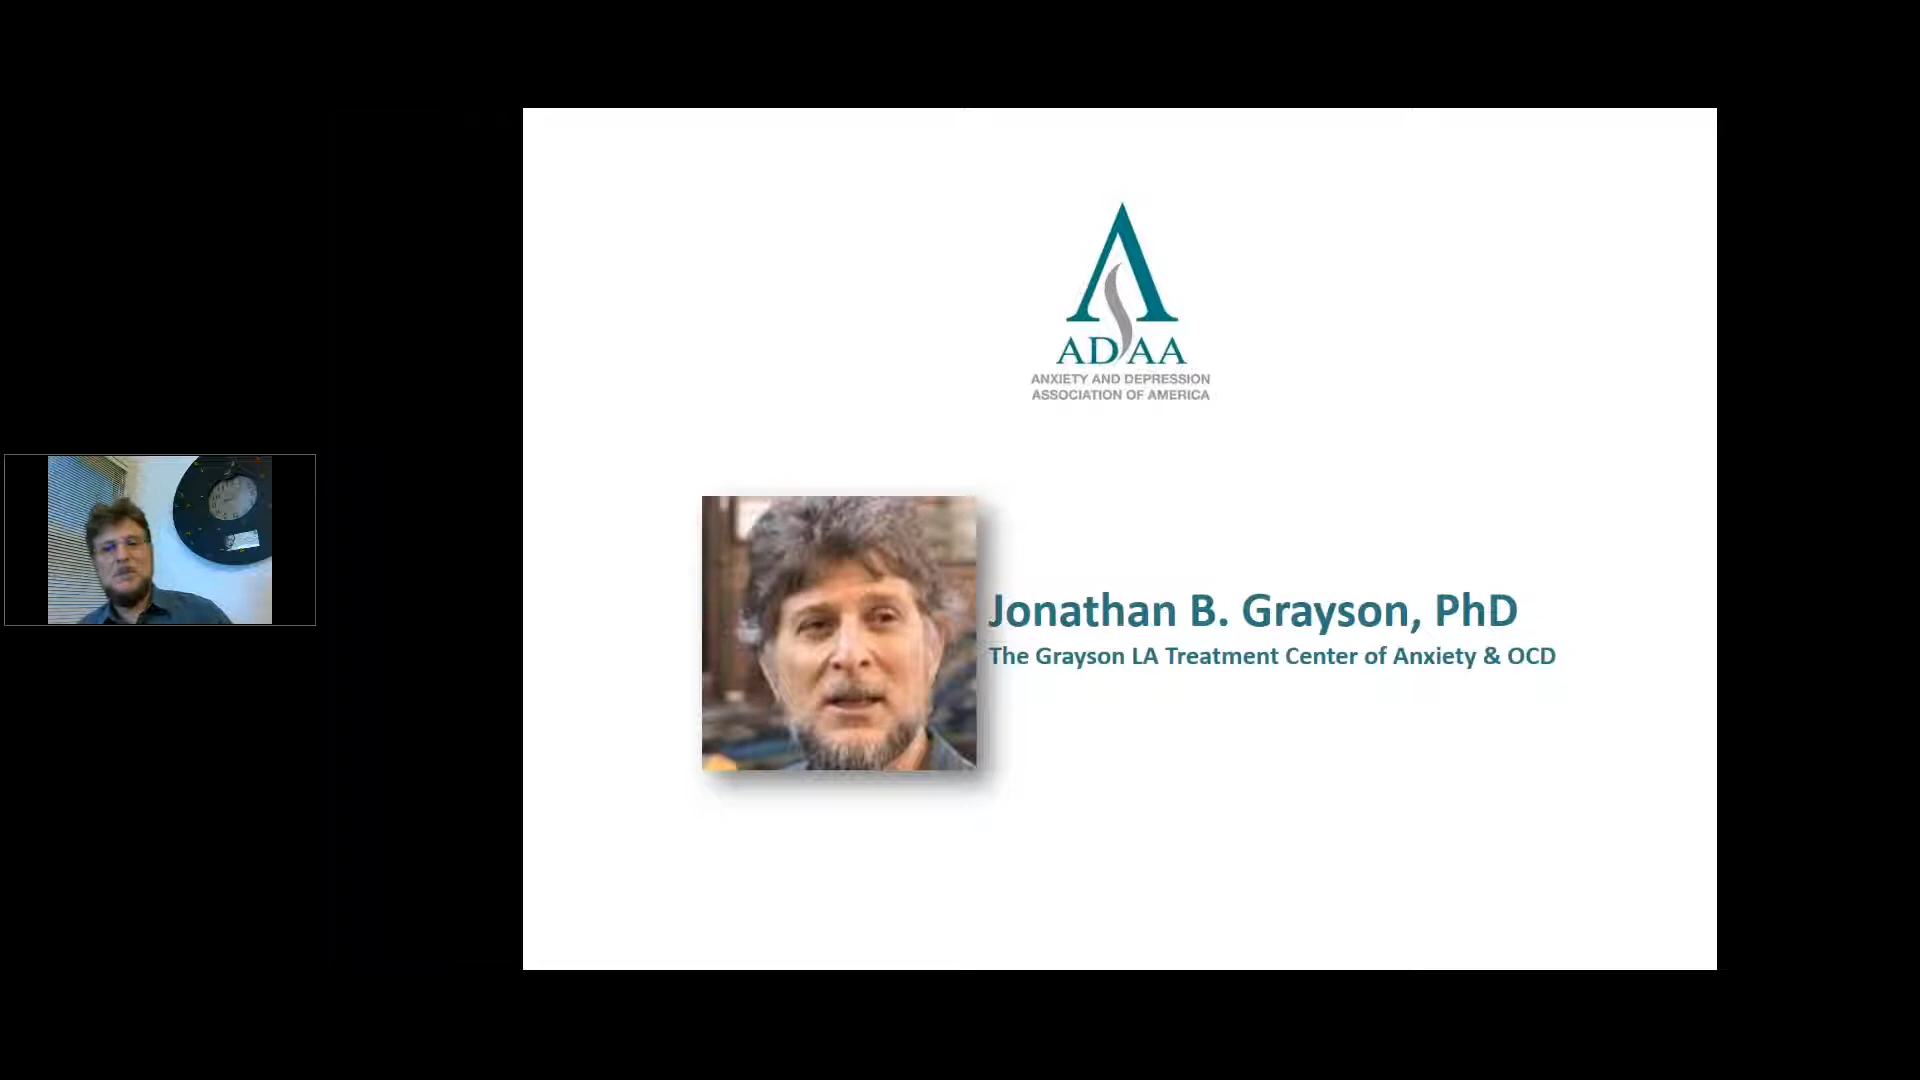 ADAA
ANXIETY AND DEPRESSION
ASSOCIATION OF AMERICA
Jonathan B. Grayson, PhD
The Grayson LA Treatment Center of Anxiety & OCD